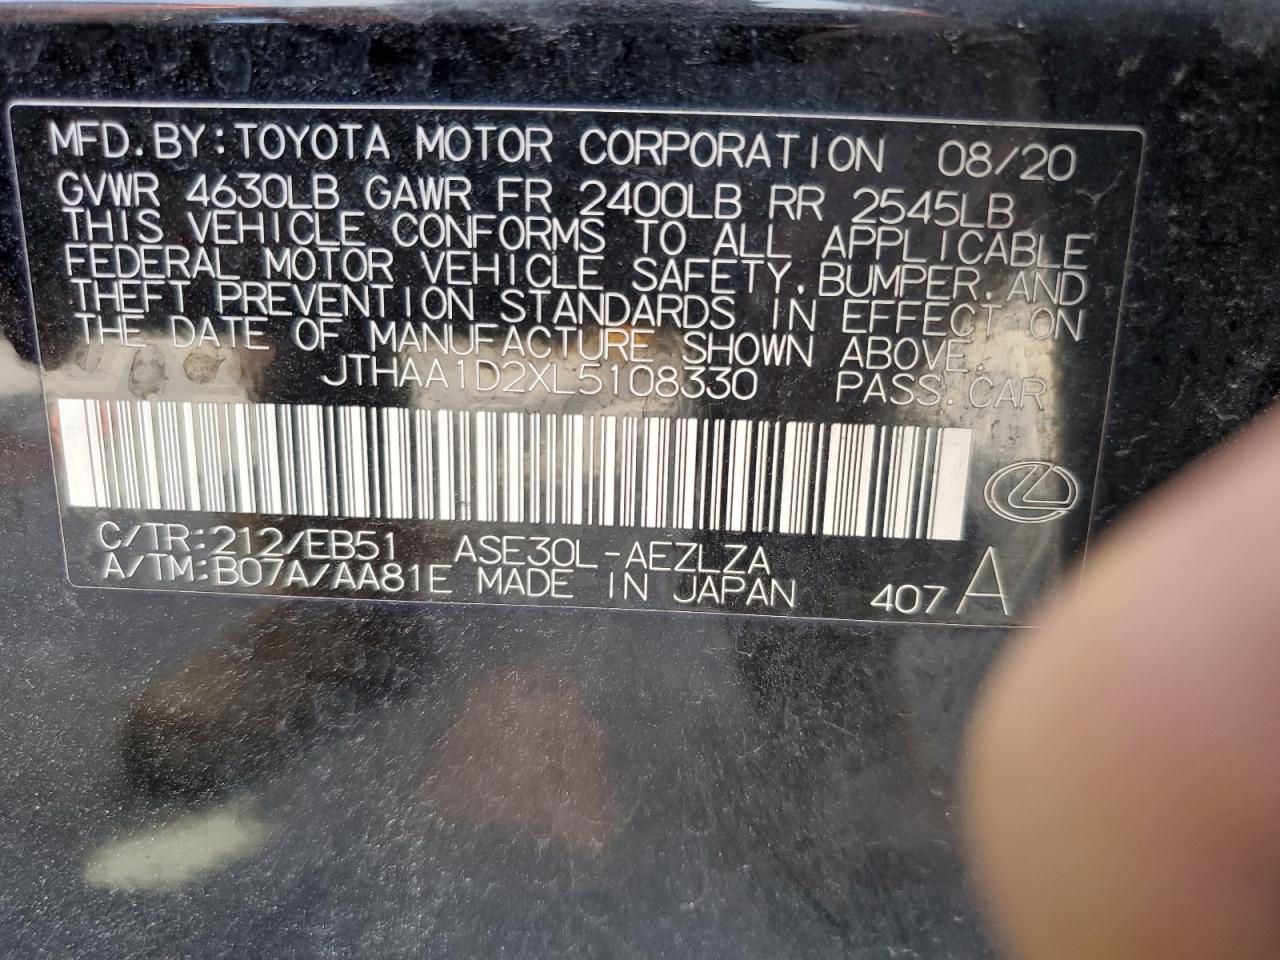 MFD. BY: TOYOTA MOTOR CORPORATION 08/20
GVWR 4630LB GAWR FR 2400LB RR 2545LB
THIS VEHICLE CONFORMS TO ALL APPLICABLE
FEDERAL MOTOR VEHICLE SAFETY, BUMPER, AND
THEFT PREVENTION STANDARDS IN EFFECT ON
THE DATE OF MANUFACTURE SHOWN ABOVE.
JTHAA1D2XL5108330 PASS. CAR
C/TR: 212/EB51 ASE30L-AEZLZA
A/TM: B07A/AA81E MADE IN JAPAN 407 A